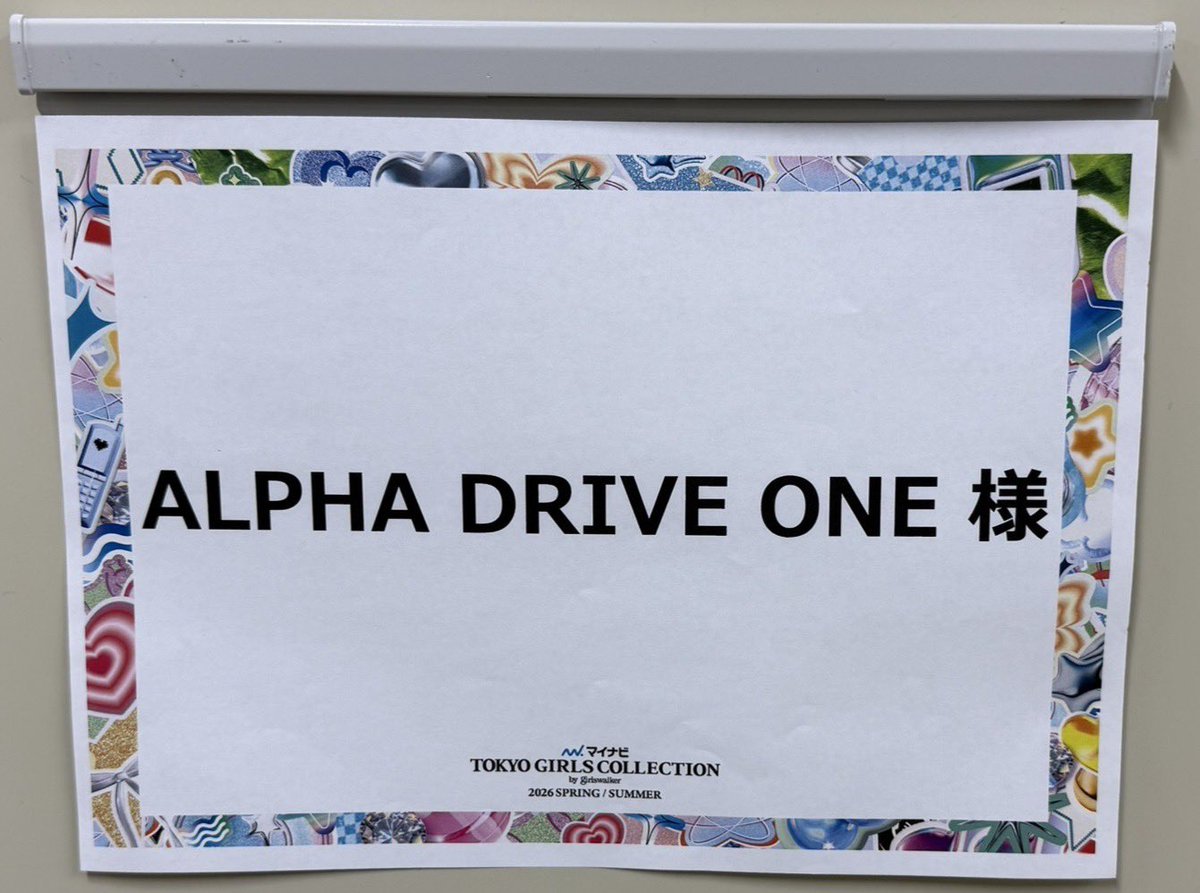 ALPHA DRIVE ONE 様
マイナビ
TOKYO GIRLS COLLECTION
by girlswalker
2026 SPRING / SUMMER